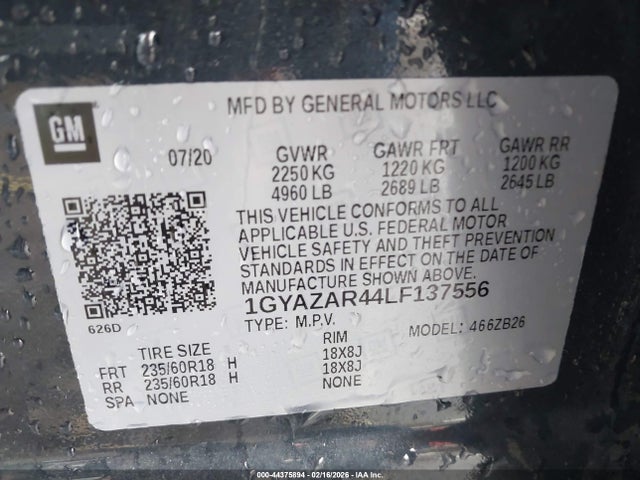 GM
MFD BY GENERAL MOTORS LLC
07/20 GVWR GAWR FRT GAWR RR
2250 KG 1220 KG 1200 KG
4960 LB 2689 LB 2645 LB
THIS VEHICLE CONFORMS TO ALL
APPLICABLE U.S. FEDERAL MOTOR
VEHICLE SAFETY AND THEFT PREVENTION
STANDARDS IN EFFECT ON THE DATE OF
MANUFACTURE SHOWN ABOVE.
1GYAZAR44LF137556
626D
TYPE: M.P.V. MODEL: 466ZB26
TIRE SIZE RIM
FRT 235/60R18 H 18X8J
RR 235/60R18 H 18X8J
SPA NONE NONE
000-44375894 | 02/16/2026 - IAA Inc.